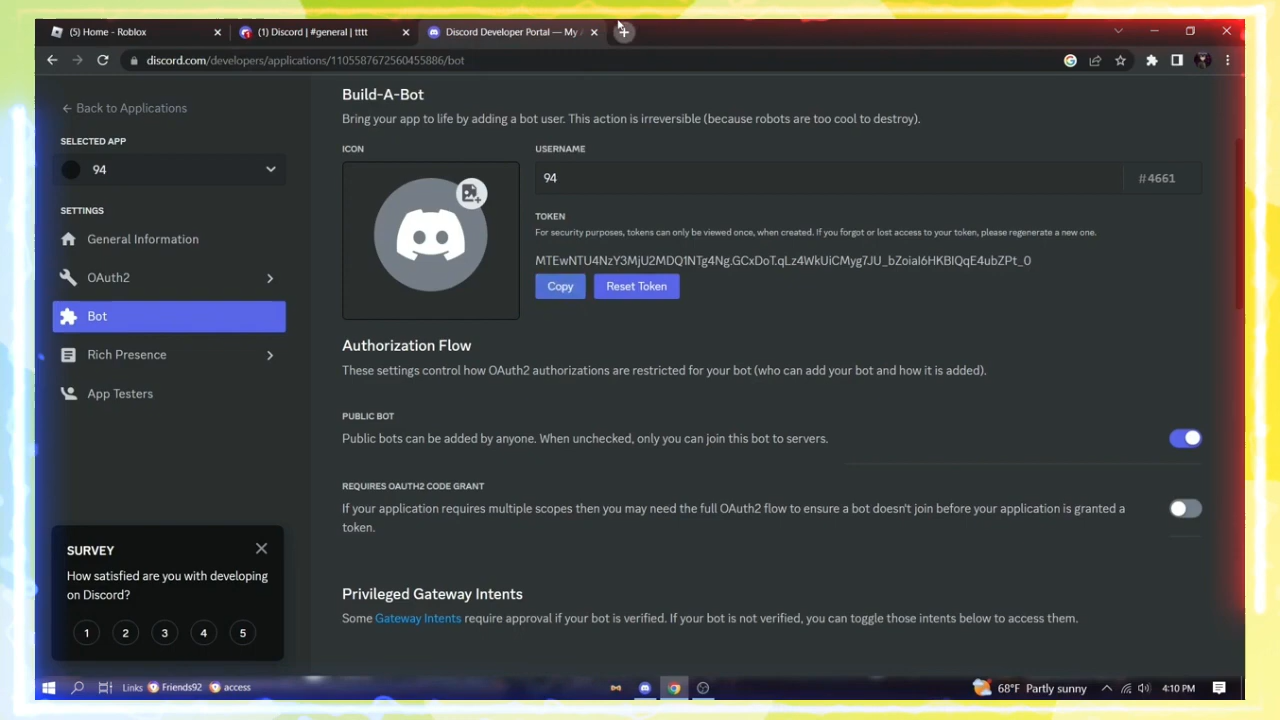 (5) Home - Roblox
(1) Discord | #general | tttt
Discord Developer Portal — My A
discord.com/developers/applications/1105587672560455886/bot
Back to Applications
SELECTED APP
94
SETTINGS
General Information
OAuth2
Bot
Rich Presence
App Testers
SURVEY
How satisfied are you with developing
on Discord?
1 2 3 4 5
Build-A-Bot
Bring your app to life by adding a bot user. This action is irreversible (because robots are too cool to destroy).
ICON
USERNAME
94
#4661
TOKEN
For security purposes, tokens can only be viewed once, when created. If you forgot or lost access to your token, please regenerate a new one.
Copy
Reset Token
Authorization Flow
These settings control how OAuth2 authorizations are restricted for your bot (who can add your bot and how it is added).
PUBLIC BOT
Public bots can be added by anyone. When unchecked, only you can join this bot to servers.
REQUIRES OAUTH2 CODE GRANT
If your application requires multiple scopes then you may need the full OAuth2 flow to ensure a bot doesn't join before your application is granted a
token.
Privileged Gateway Intents
Some Gateway Intents require approval if your bot is verified. If your bot is not verified, you can toggle those intents below to access them.
Links
Friends92
access
68°F Partly sunny
4:10 PM